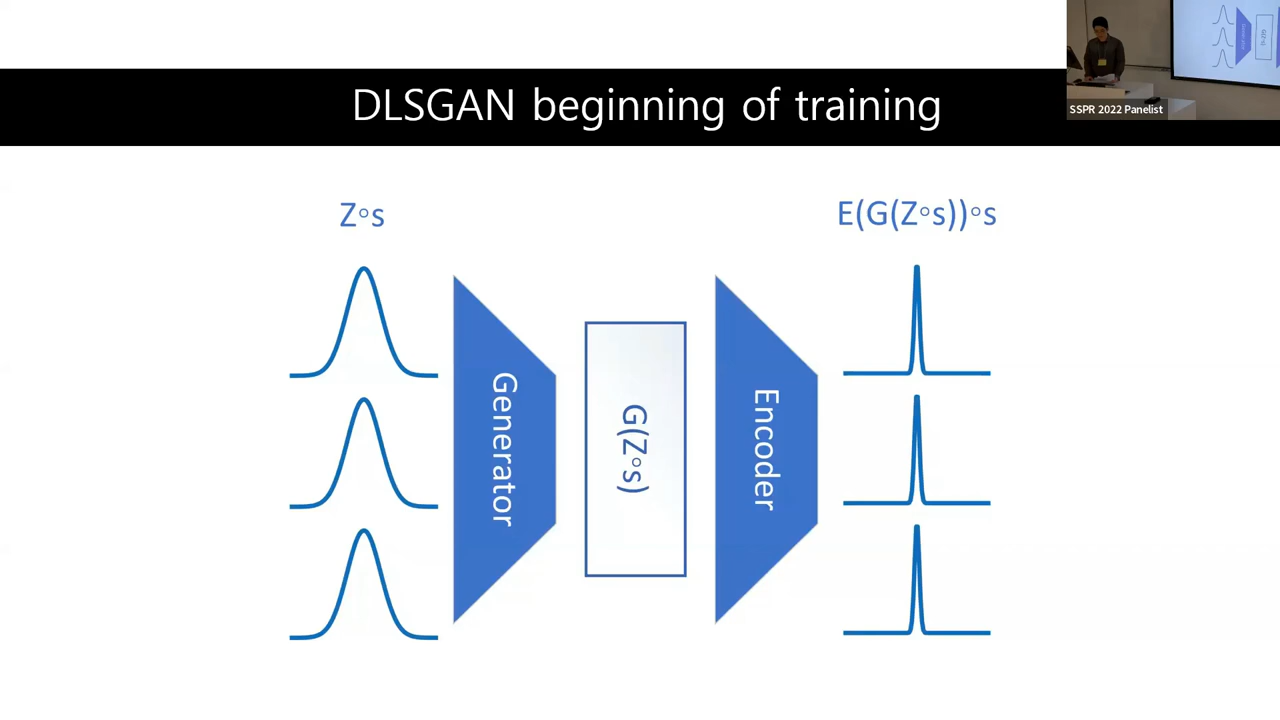 DLSGAN beginning of training
SSPR 2022 Panelist
Z∘s
E(G(Z∘s))∘s
Generator
G(Z∘s)
Encoder